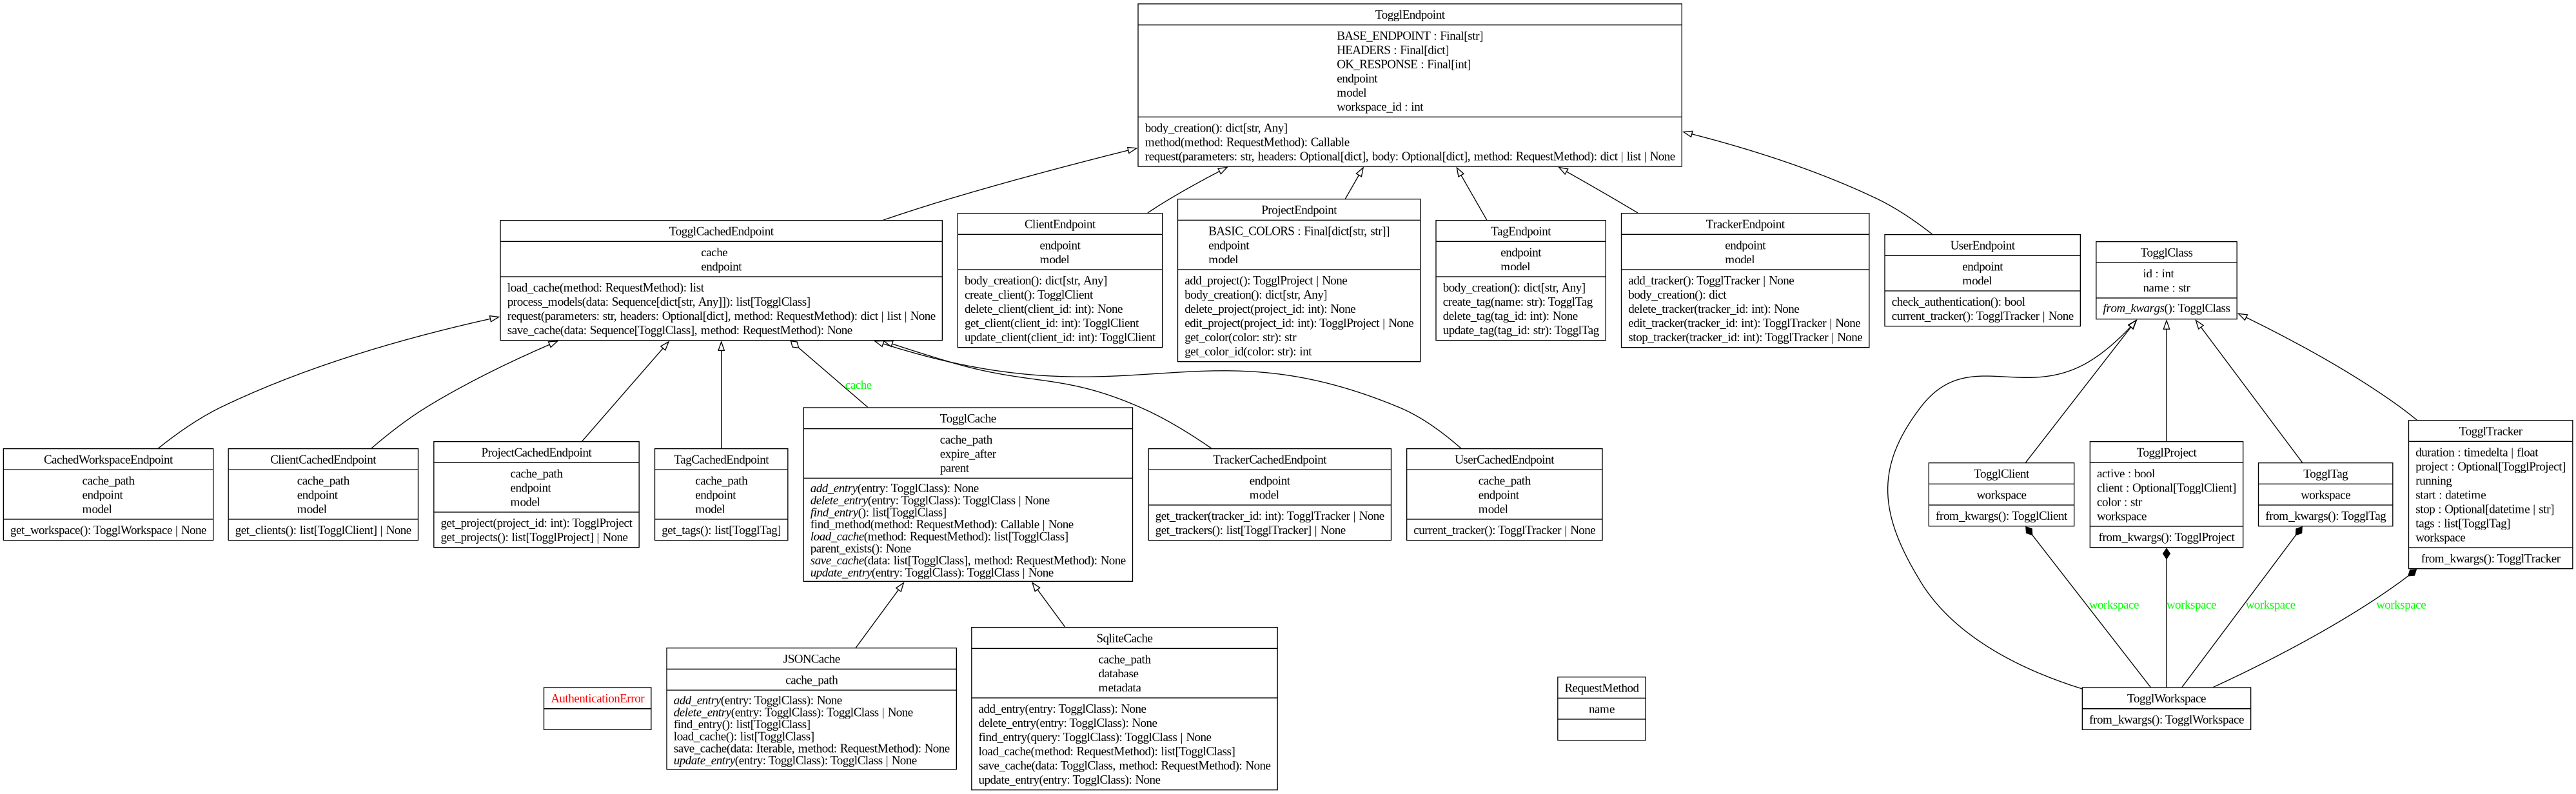 TogglEndpoint
BASE_ENDPOINT : Final[str]
HEADERS : Final[dict]
OK_RESPONSE : Final[int]
endpoint
model
workspace_id : int
body_creation(): dict[str, Any]
method(method: RequestMethod): Callable
request(parameters: str, headers: Optional[dict], body: Optional[dict], method: RequestMethod): dict | list | None
TogglCachedEndpoint
cache
endpoint
load_cache(method: RequestMethod): list
process_models(data: Sequence[dict[str, Any]]): list[TogglClass]
request(parameters: str, headers: Optional[dict], method: RequestMethod): dict | list | None
save_cache(data: Sequence[TogglClass], method: RequestMethod): None
ClientEndpoint
endpoint
model
body_creation(): dict[str, Any]
create_client(): TogglClient
delete_client(client_id: int): None
get_client(client_id: int): TogglClient
update_client(client_id: int): TogglClient
ProjectEndpoint
BASIC_COLORS : Final[dict[str, str]]
endpoint
model
add_project(): TogglProject | None
body_creation(): dict[str, Any]
delete_project(project_id: int): None
edit_project(project_id: int): TogglProject | None
get_color(color: str): str
get_color_id(color: str): int
TagEndpoint
endpoint
model
body_creation(): dict[str, Any]
create_tag(name: str): TogglTag
delete_tag(tag_id: int): None
update_tag(tag_id: str): TogglTag
TrackerEndpoint
endpoint
model
add_tracker(): TogglTracker | None
body_creation(): dict
delete_tracker(tracker_id: int): None
edit_tracker(tracker_id: int): TogglTracker | None
stop_tracker(tracker_id: int): TogglTracker | None
UserEndpoint
endpoint
model
check_authentication(): bool
current_tracker(): TogglTracker | None
TogglClass
id : int
name : str
from_kwargs(): TogglClass
cache
CachedWorkspaceEndpoint
cache_path
endpoint
model
get_workspace(): TogglWorkspace | None
ClientCachedEndpoint
cache_path
endpoint
model
get_clients(): list[TogglClient] | None
ProjectCachedEndpoint
cache_path
endpoint
model
get_project(project_id: int): TogglProject
get_projects(): list[TogglProject] | None
TagCachedEndpoint
cache_path
endpoint
model
get_tags(): list[TogglTag]
TogglCache
cache_path
expire_after
parent
add_entry(entry: TogglClass): None
delete_entry(entry: TogglClass): TogglClass | None
find_entry(): list[TogglClass]
find_method(method: RequestMethod): Callable | None
load_cache(method: RequestMethod): list[TogglClass]
parent_exists(): None
save_cache(data: list[TogglClass], method: RequestMethod): None
update_entry(entry: TogglClass): TogglClass | None
TrackerCachedEndpoint
endpoint
model
get_tracker(tracker_id: int): TogglTracker | None
get_trackers(): list[TogglTracker] | None
UserCachedEndpoint
cache_path
endpoint
model
current_tracker(): TogglTracker | None
TogglClient
workspace
from_kwargs(): TogglClient
TogglProject
active : bool
client : Optional[TogglClient]
color : str
workspace
from_kwargs(): TogglProject
TogglTag
workspace
from_kwargs(): TogglTag
TogglTracker
duration : timedelta | float
project : Optional[TogglProject]
running
start : datetime
stop : Optional[datetime | str]
tags : list[TogglTag]
workspace
from_kwargs(): TogglTracker
workspace
workspace
workspace
workspace
AuthenticationError
JSONCache
cache_path
add_entry(entry: TogglClass): None
delete_entry(entry: TogglClass): TogglClass | None
find_entry(): list[TogglClass]
load_cache(): list[TogglClass]
save_cache(data: Iterable, method: RequestMethod): None
update_entry(entry: TogglClass): TogglClass | None
SqliteCache
cache_path
database
metadata
add_entry(entry: TogglClass): None
delete_entry(entry: TogglClass): None
find_entry(query: TogglClass): TogglClass | None
load_cache(method: RequestMethod): list[TogglClass]
save_cache(data: TogglClass, method: RequestMethod): None
update_entry(entry: TogglClass): None
RequestMethod
name
TogglWorkspace
from_kwargs(): TogglWorkspace